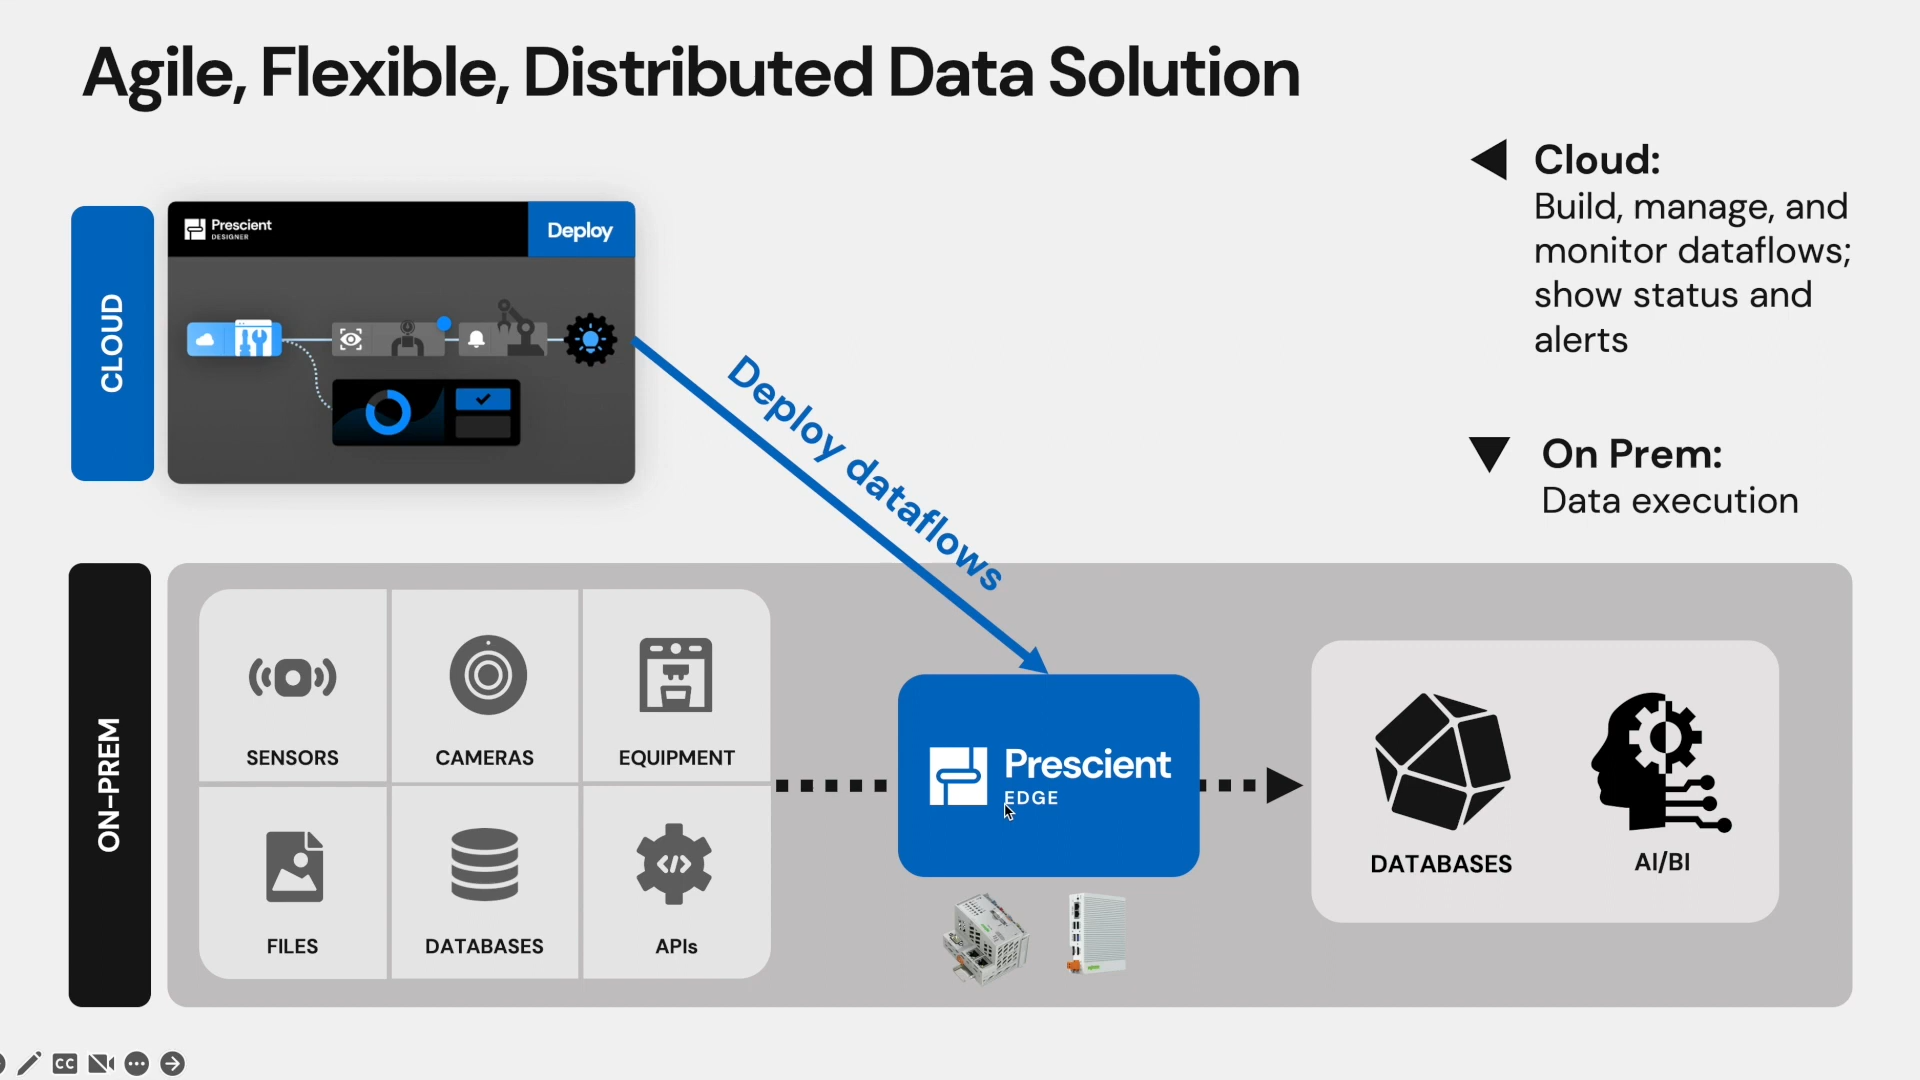 Agile, Flexible, Distributed Data Solution
Cloud:
Build, manage, and
monitor dataflows;
show status and
alerts
On Prem:
Data execution
CLOUD
Prescient
DESIGNER
Deploy
Deploy dataflows
ON-PREM
SENSORS
CAMERAS
EQUIPMENT
FILES
DATABASES
APIs
Prescient
EDGE
DATABASES
AI/BI
CC